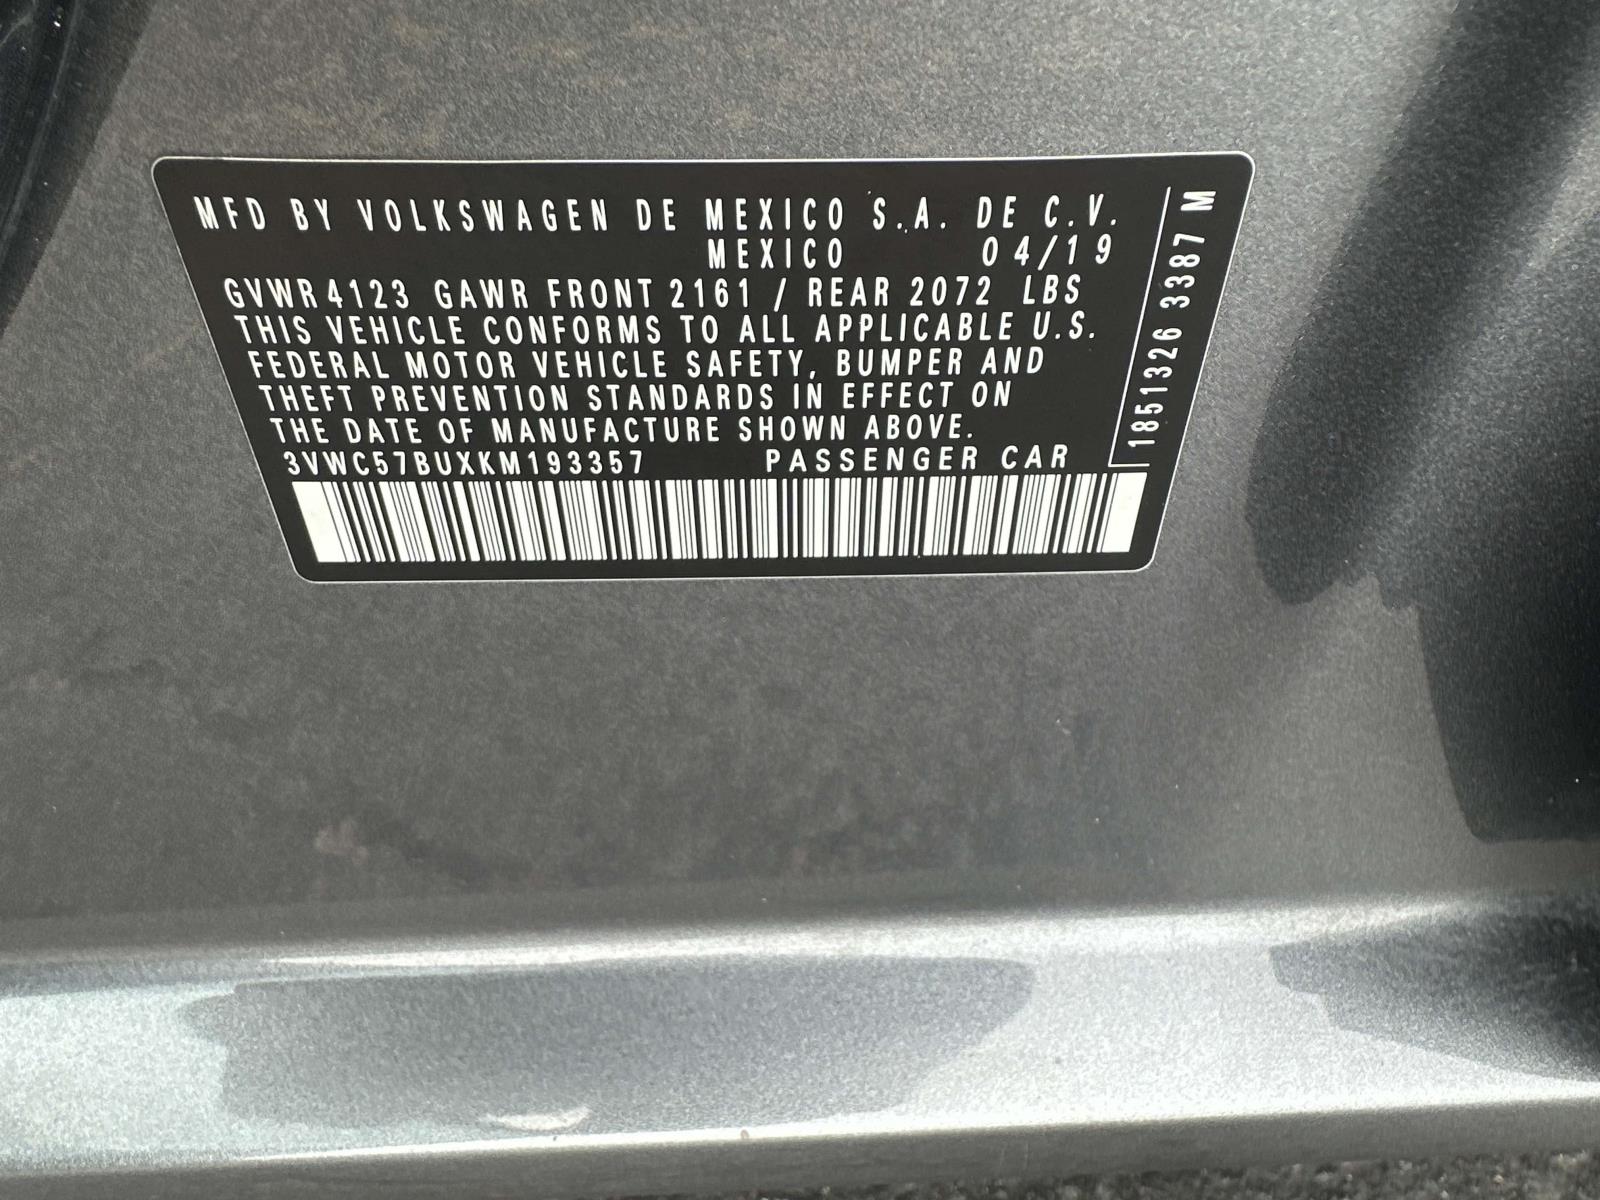 MFD BY VOLKSWAGEN DE MEXICO S.A. DE C.V.
MEXICO 04/19
GVWR 4123 GAWR FRONT 2161 / REAR 2072 LBS
THIS VEHICLE CONFORMS TO ALL APPLICABLE U.S.
FEDERAL MOTOR VEHICLE SAFETY, BUMPER AND
THEFT PREVENTION STANDARDS IN EFFECT ON
THE DATE OF MANUFACTURE SHOWN ABOVE.
3VWC57BUXKM193357 PASSENGER CAR
1851326 3387 M